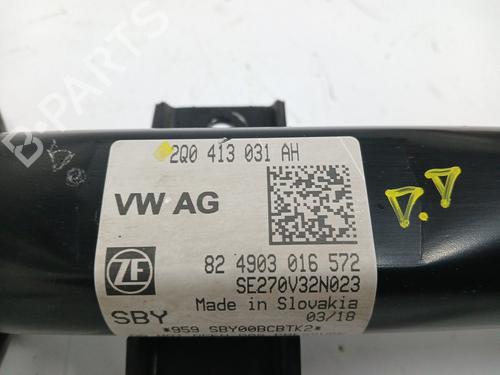 2Q0 413 031 AH
VW AG
ZF
82 4903 016 572
SE270V32N023
Made in Slovakia
SBY
03/18
*959 SBY00BCBTK2*
D.D
B-PARTS